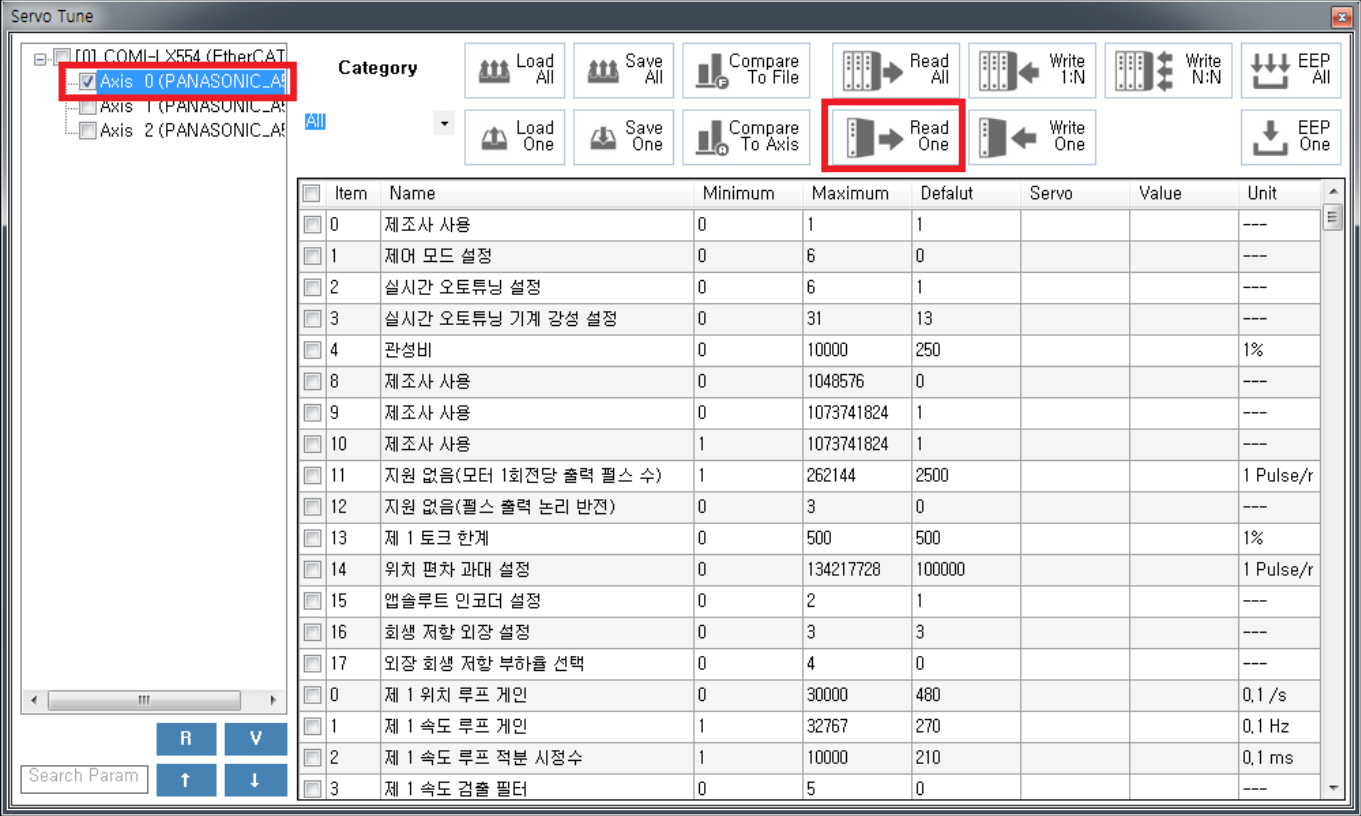 Servo Tune
[0] COMI-LX554 (EtherCAT
Axis 0 (PANASONIC_A5
Axis 1 (PANASONIC_A5
Axis 2 (PANASONIC_A5
Category
All
Load All
Save All
Compare To File
Read All
Write 1:N
Write N:N
EEP All
Load One
Save One
Compare To Axis
Read One
Write One
EEP One
Item Name Minimum Maximum Defalut Servo Value Unit
0 제조사 사용 0 1 1 ---
1 제어 모드 설정 0 6 0 ---
2 실시간 오토튜닝 설정 0 6 1 ---
3 실시간 오토튜닝 기계 강성 설정 0 31 13 ---
4 관성비 0 10000 250 1%
8 제조사 사용 0 1048576 0 ---
9 제조사 사용 0 1073741824 1 ---
10 제조사 사용 1 1073741824 1 ---
11 지원 없음(모터 1회전당 출력 펄스 수) 1 262144 2500 1 Pulse/r
12 지원 없음(펄스 출력 논리 반전) 0 3 0 ---
13 제 1 토크 한계 0 500 500 1%
14 위치 편차 과대 설정 0 134217728 100000 1 Pulse/r
15 앱솔루트 인코더 설정 0 2 1 ---
16 회생 저항 외장 설정 0 3 3 ---
17 외장 회생 저항 부하율 선택 0 4 0 ---
0 제 1 위치 루프 게인 0 30000 480 0.1 /s
1 제 1 속도 루프 게인 1 32767 270 0.1 Hz
2 제 1 속도 루프 적분 시정수 1 10000 210 0.1 ms
3 제 1 속도 검출 필터 0 5 0 ---
R V
Search Param ↑ ↓